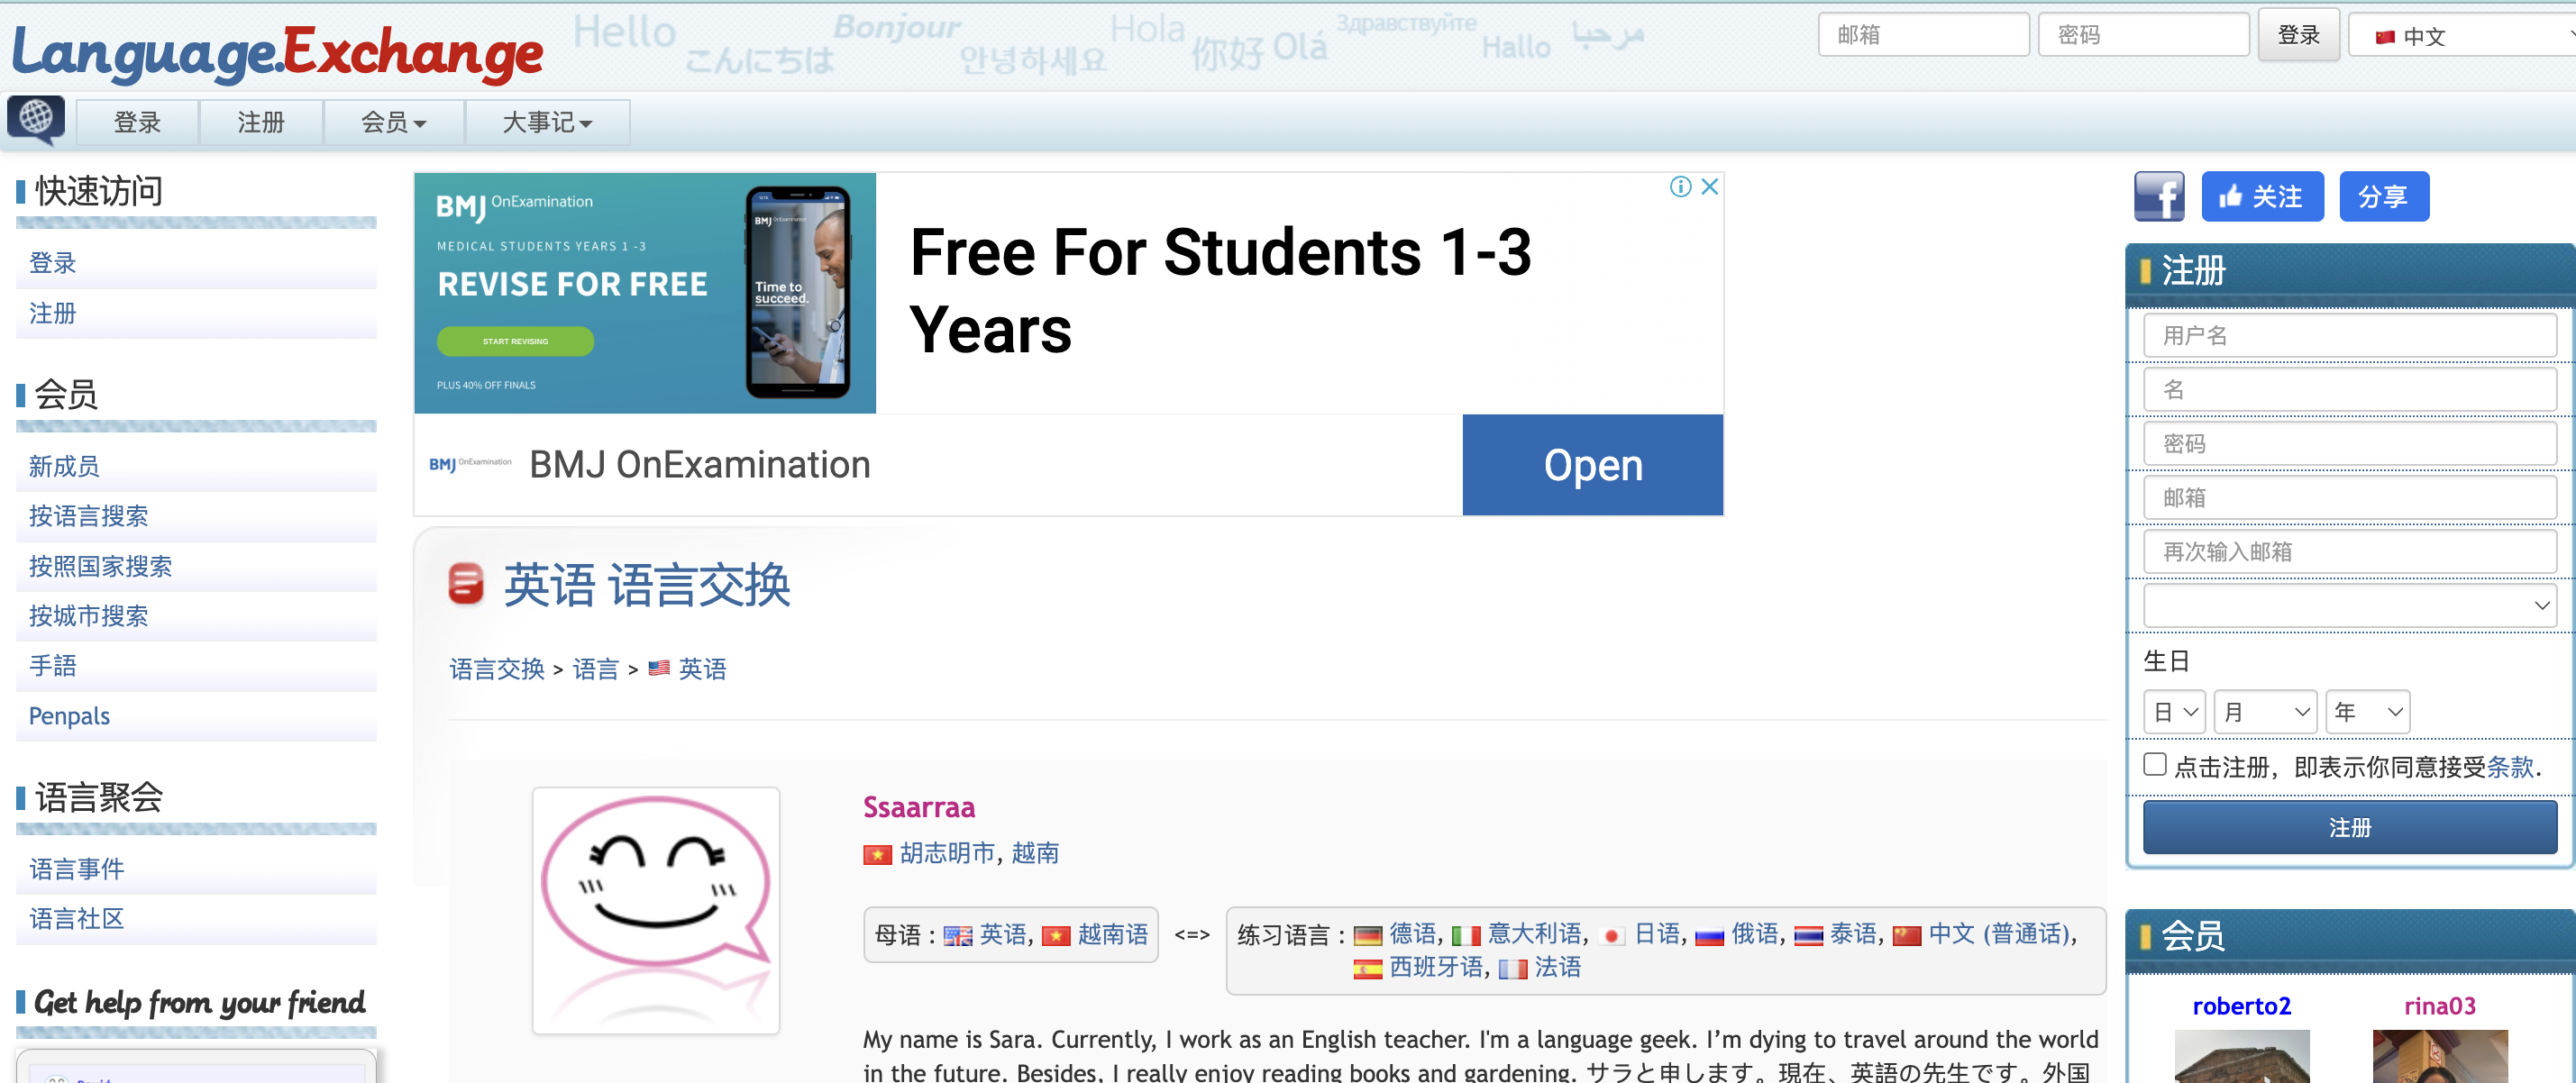 Language.Exchange
Hello
こんにちは
Bonjour
안녕하세요
Hola
你好
Olá
Здравствуйте
Hallo
مرحبا
邮箱
密码
登录
中文
登录
注册
会员
大事记
快速访问
登录
注册
会员
新成员
按语言搜索
按照国家搜索
按城市搜索
手語
Penpals
语言聚会
语言事件
语言社区
Get help from your friend
BMJ OnExamination
MEDICAL STUDENTS YEARS 1 -3
REVISE FOR FREE
START REVISING
PLUS 40% OFF FINALS
BMJ OnExamination
Time to
succeed.
Free For Students 1-3
Years
BMJ OnExamination
BMJ OnExamination
Open
英语 语言交换
语言交换 > 语言 > 英语
Ssaarraa
胡志明市, 越南
母语 : 英语, 越南语 <=> 练习语言 : 德语, 意大利语, 日语, 俄语, 泰语, 中文 (普通话),
西班牙语, 法语
My name is Sara. Currently, I work as an English teacher. I'm a language geek. I’m dying to travel around the world
in the future. Besides, I really enjoy reading books and gardening. サラと申します。現在、英語の先生です。外国
关注
分享
注册
用户名
名
密码
邮箱
再次输入邮箱
生日
日
月
年
点击注册，即表示你同意接受条款.
注册
会员
roberto2
rina03